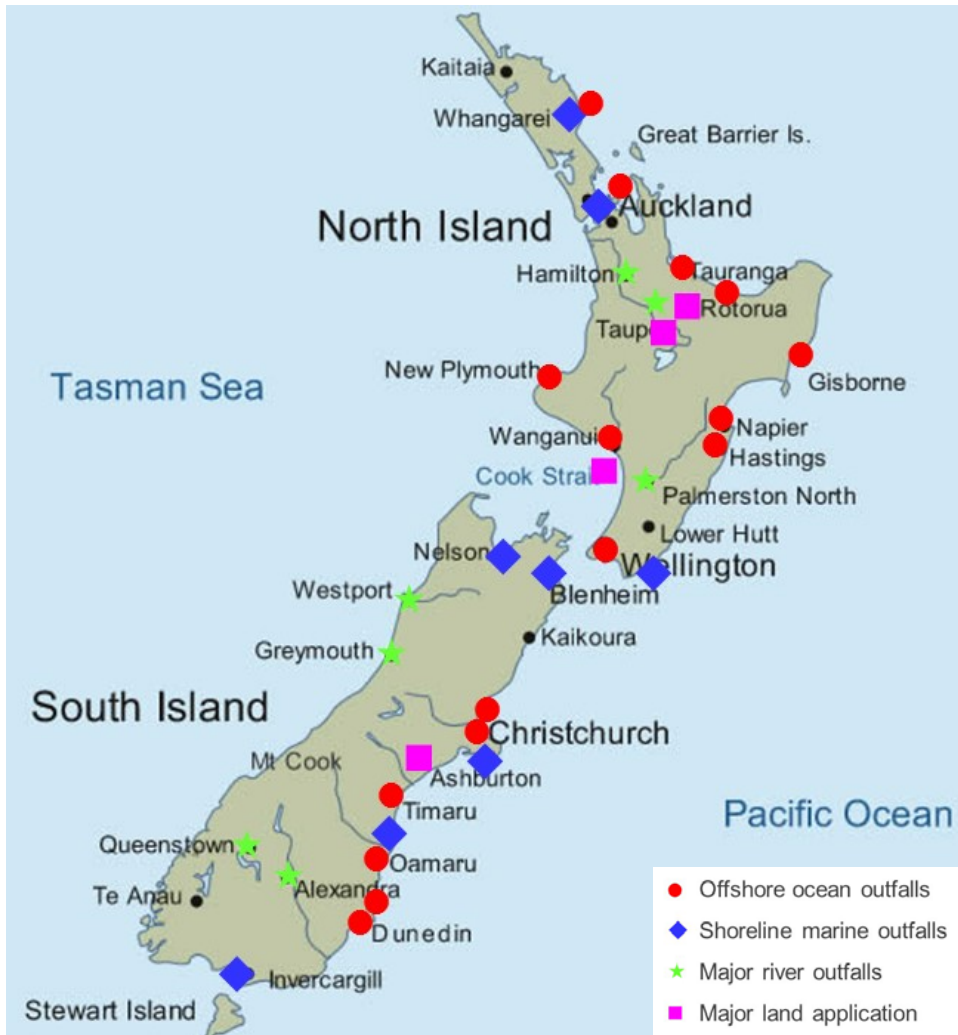 Kaitaia
Whangarei
Great Barrier Is.
Auckland
North Island
Hamilton
Tauranga
Rotorua
Taupo
New Plymouth
Tasman Sea
Gisborne
Wanganui
Napier
Hastings
Cook Strait
Palmerston North
Lower Hutt
Nelson
Wellington
Westport
Blenheim
Kaikoura
Greymouth
South Island
Christchurch
Mt Cook
Ashburton
Timaru
Pacific Ocean
Queenstown
Oamaru
Te Anau
Alexandra
Dunedin
Invercargill
Stewart Island
Offshore ocean outfalls
Shoreline marine outfalls
Major river outfalls
Major land application